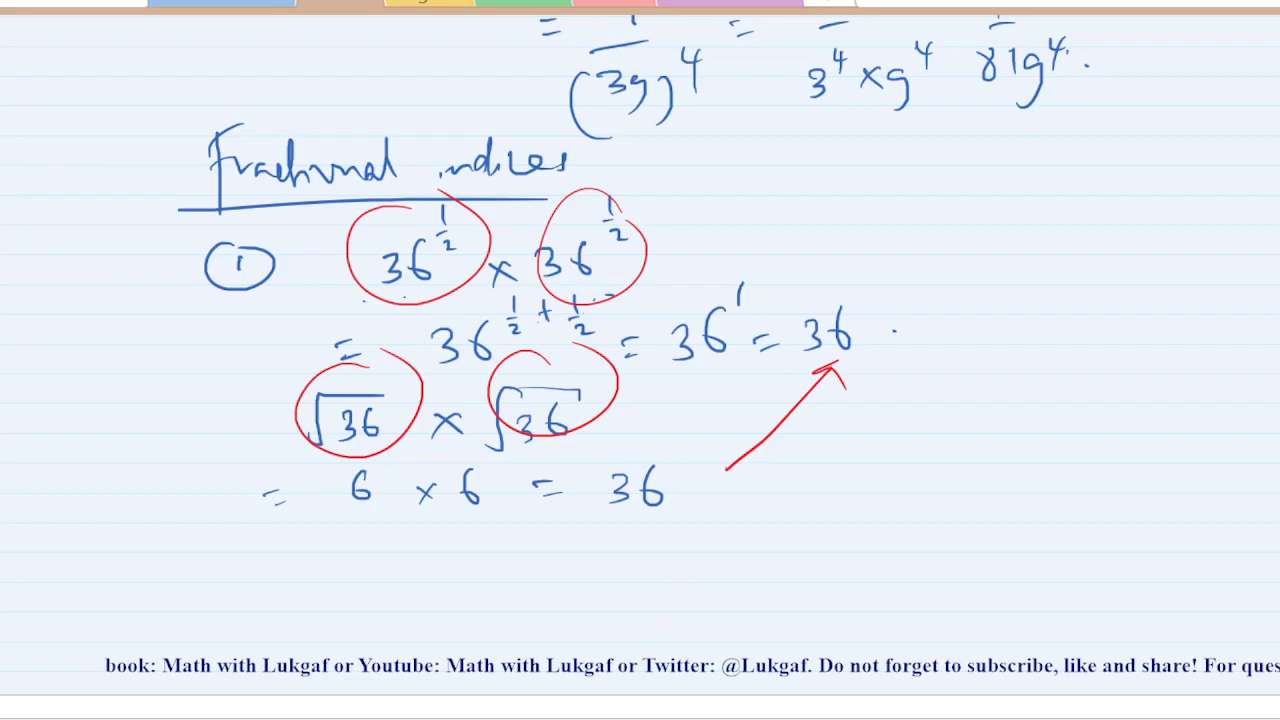 = 1/(3g)^4 = 1/(3^4 × g^4) 1/(81g^4).
Fractional indices
① 36^(1/2) × 36^(1/2)
= 36^(1/2 + 1/2) = 36^1 = 36.
√36 × √36
= 6 × 6 = 36
book: Math with Lukgaf or Youtube: Math with Lukgaf or Twitter: @Lukgaf. Do not forget to subscribe, like and share! For ques